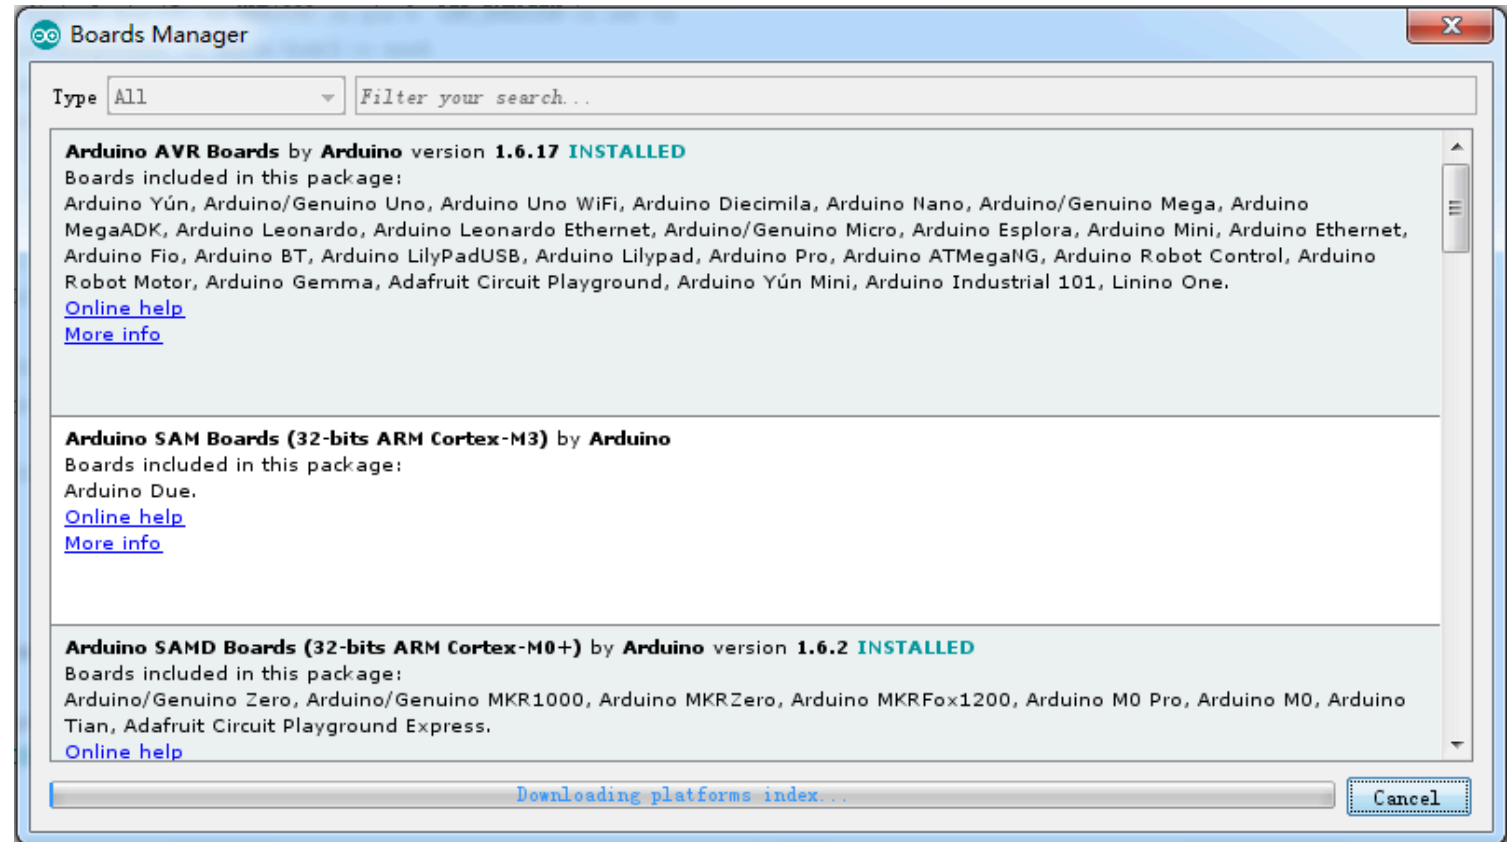 Boards Manager
Type All Filter your search...
Arduino AVR Boards by Arduino version 1.6.17 INSTALLED
Boards included in this package:
Arduino Yún, Arduino/Genuino Uno, Arduino Uno WiFi, Arduino Diecimila, Arduino Nano, Arduino/Genuino Mega, Arduino
MegaADK, Arduino Leonardo, Arduino Leonardo Ethernet, Arduino/Genuino Micro, Arduino Esplora, Arduino Mini, Arduino Ethernet,
Arduino Fio, Arduino BT, Arduino LilyPadUSB, Arduino Lilypad, Arduino Pro, Arduino ATMegaNG, Arduino Robot Control, Arduino
Robot Motor, Arduino Gemma, Adafruit Circuit Playground, Arduino Yún Mini, Arduino Industrial 101, Linino One.
Online help
More info
Arduino SAM Boards (32-bits ARM Cortex-M3) by Arduino
Boards included in this package:
Arduino Due.
Online help
More info
Arduino SAMD Boards (32-bits ARM Cortex-M0+) by Arduino version 1.6.2 INSTALLED
Boards included in this package:
Arduino/Genuino Zero, Arduino/Genuino MKR1000, Arduino MKRZero, Arduino MKRFox1200, Arduino M0 Pro, Arduino M0, Arduino
Tian, Adafruit Circuit Playground Express.
Online help
Downloading platforms index...
Cancel